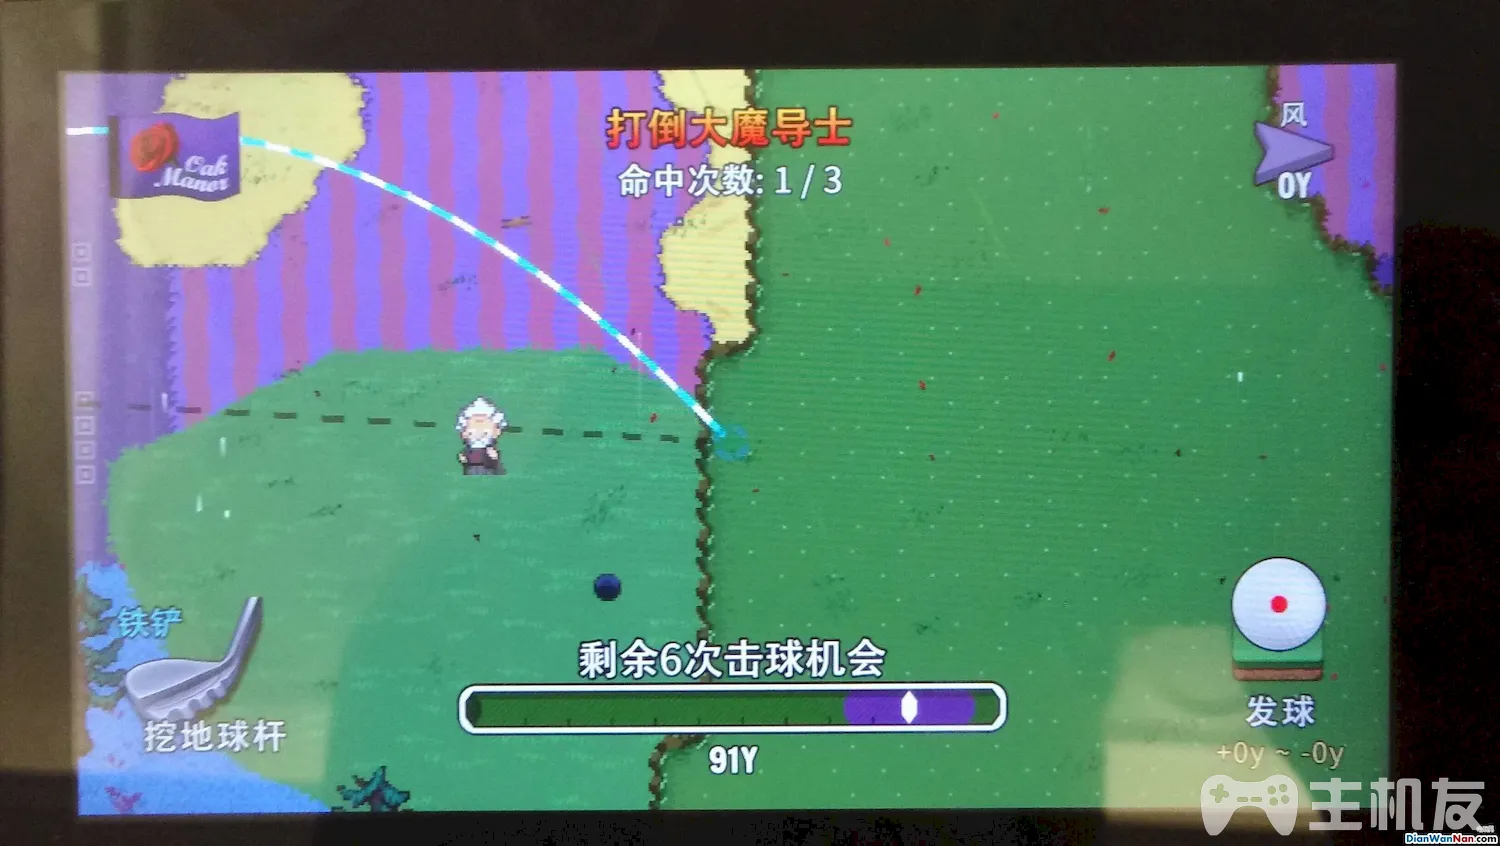 打倒大魔导士
命中次数: 1 / 3
Oak
Manor
风
0Y
铁铲
挖地球杆
剩余6次击球机会
91Y
发球
+0y ~ -0y
主机友
DianWanNan.com